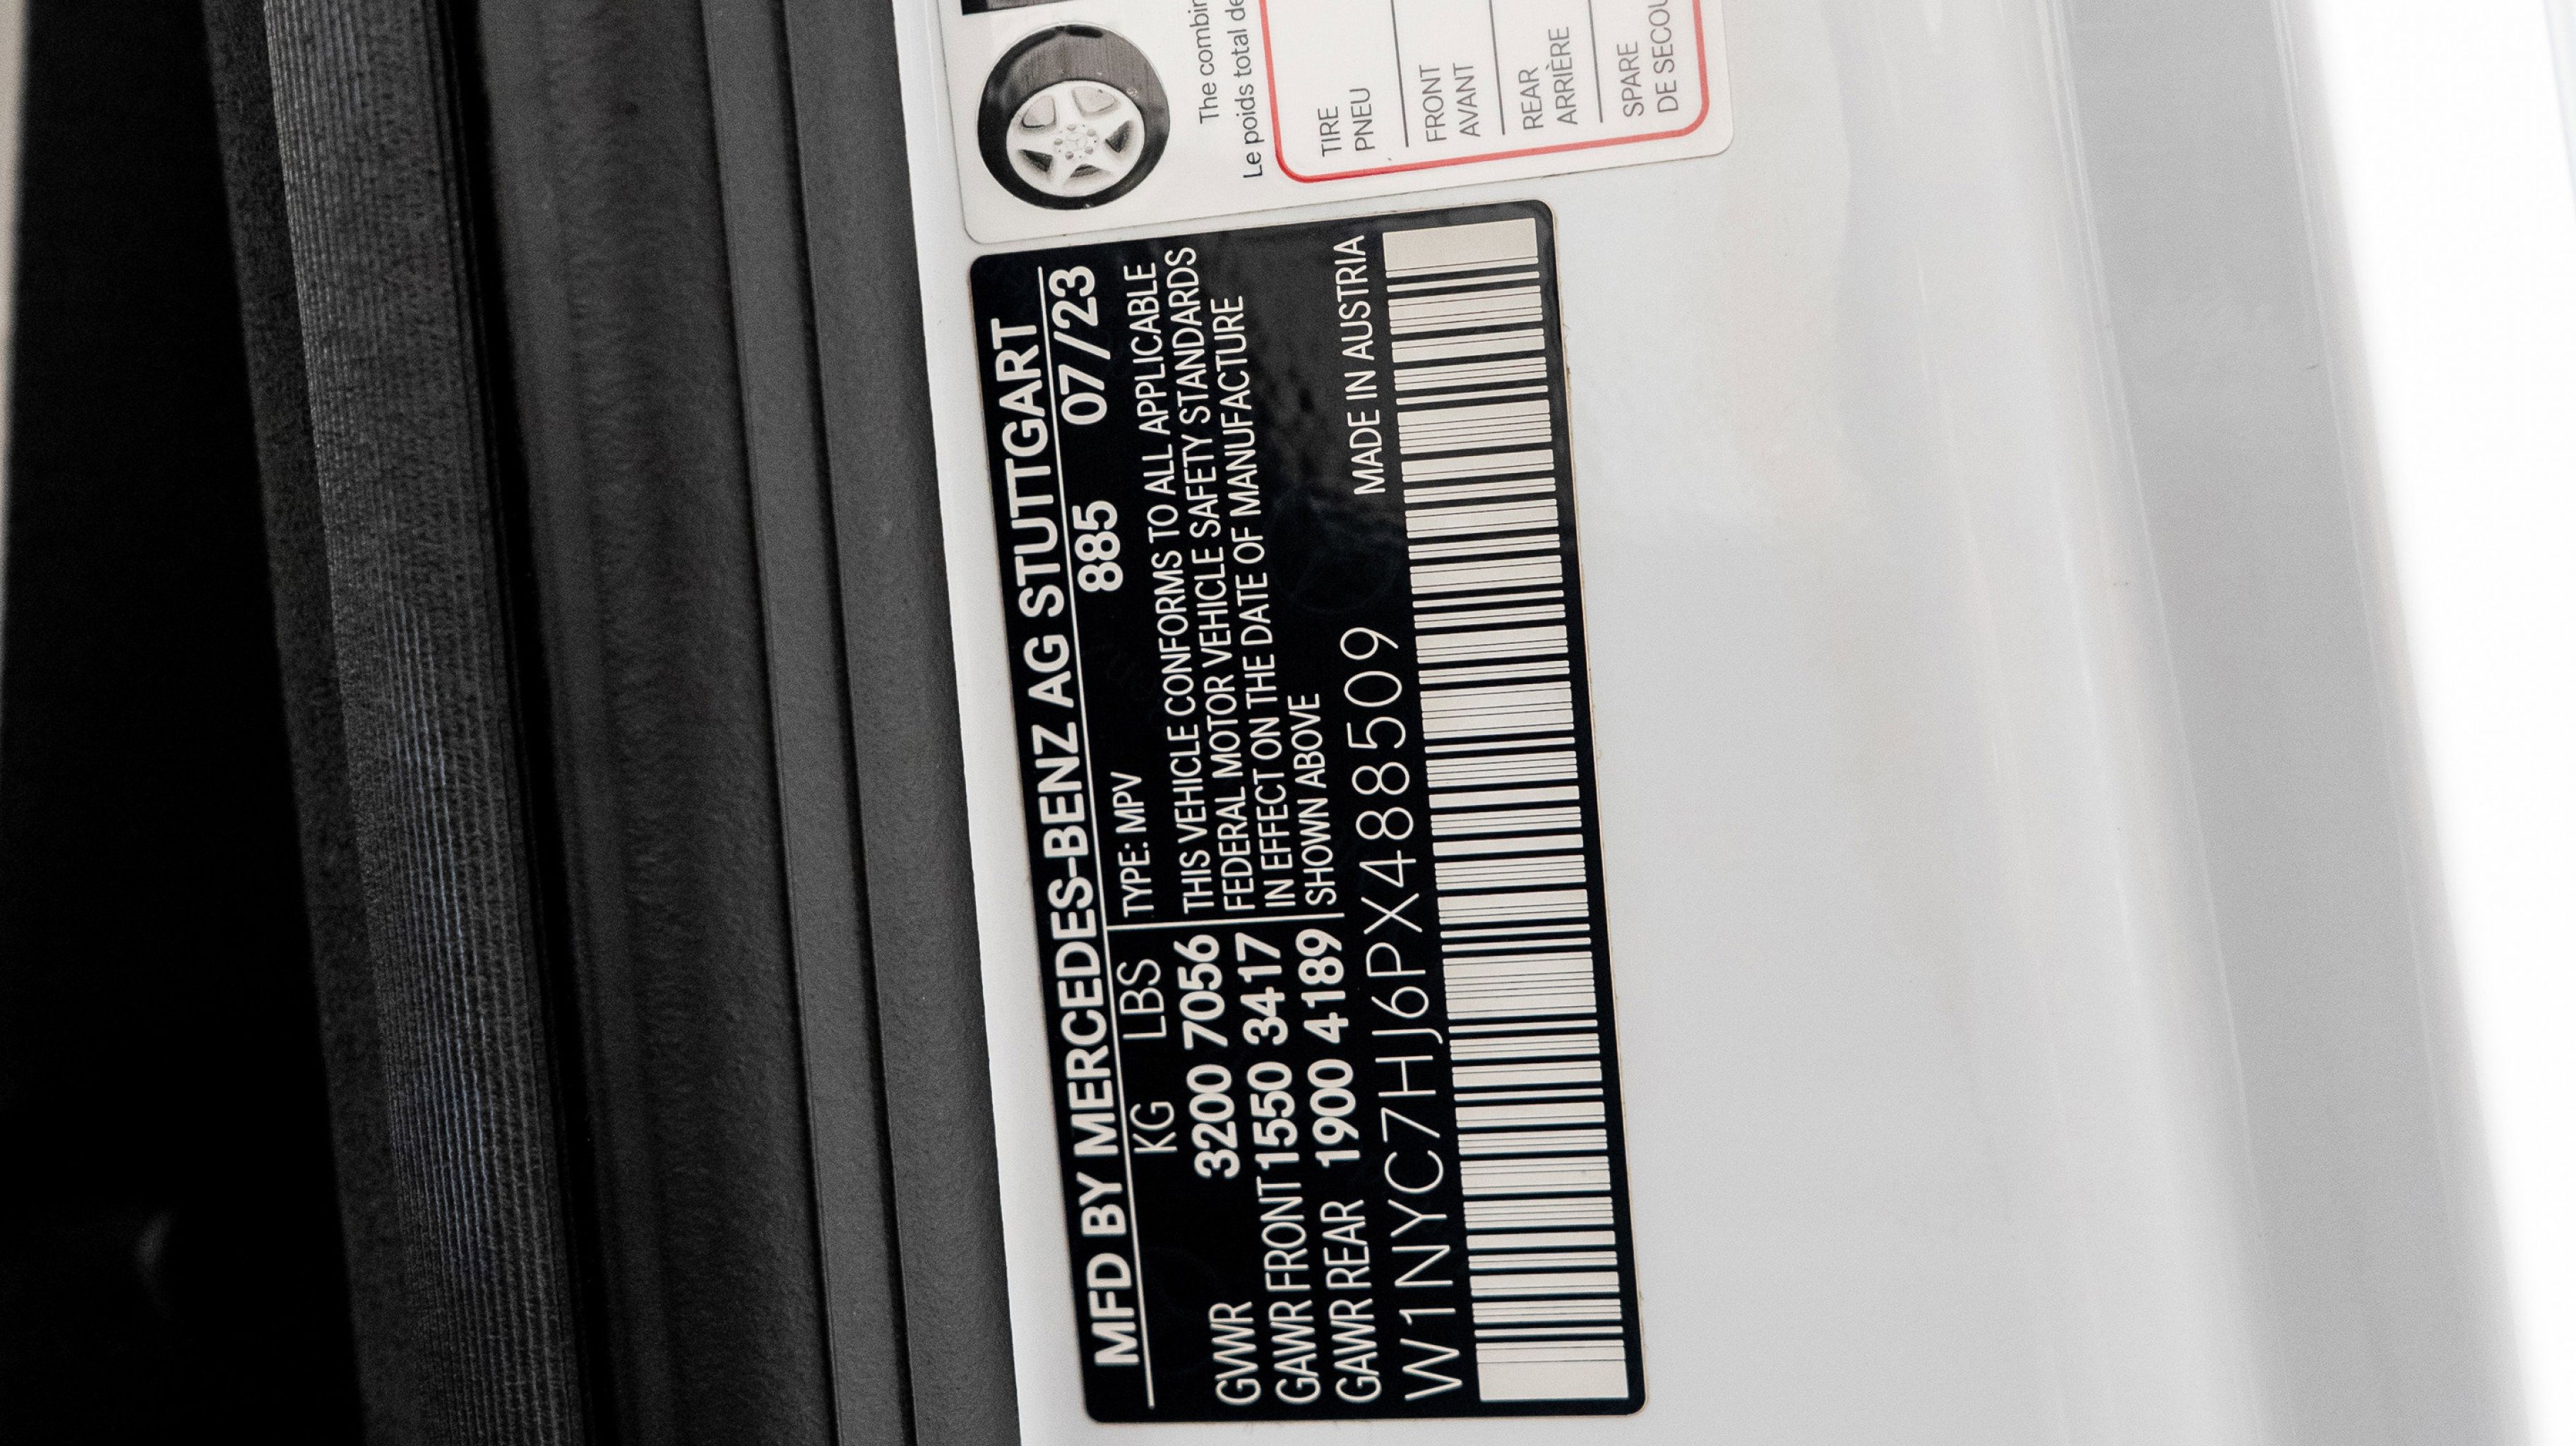 The combin
Le poids total de
TIRE
PNEU
FRONT
AVANT
REAR
ARRIÈRE
SPARE
DE SECOU
MFD BY MERCEDES-BENZ AG STUTTGART
KG LBS TYPE: MPV 885 07/23
GVWR 3200 7056 THIS VEHICLE CONFORMS TO ALL APPLICABLE
GAWR FRONT 1550 3417 FEDERAL MOTOR VEHICLE SAFETY STANDARDS
GAWR REAR 1900 4189 IN EFFECT ON THE DATE OF MANUFACTURE
SHOWN ABOVE
W1NYC7HJ6PX488509 MADE IN AUSTRIA